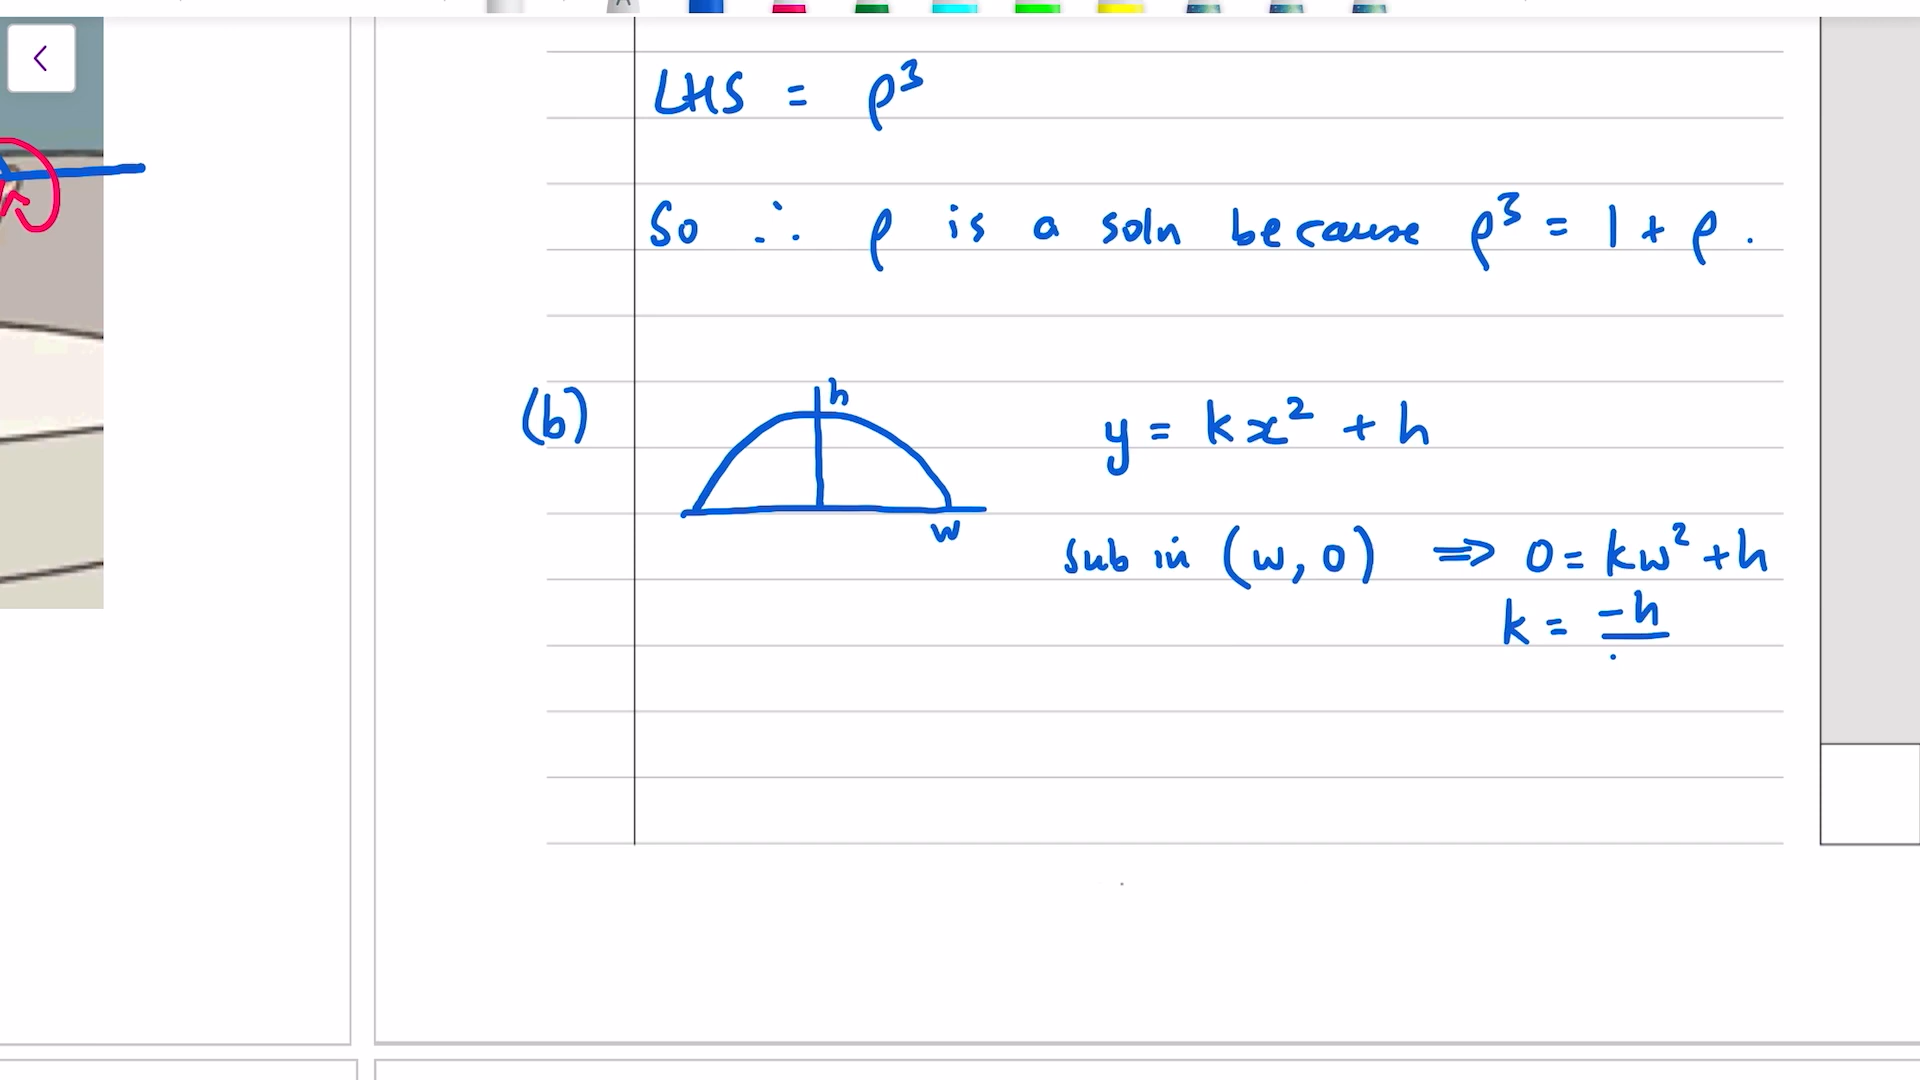 LHS = ρ³
So ∴ ρ is a soln because ρ³ = 1 + ρ .
(b)
h
y = kx² + h
w
sub in (w, 0) ⇒ 0 = kw² + h
k = -h/